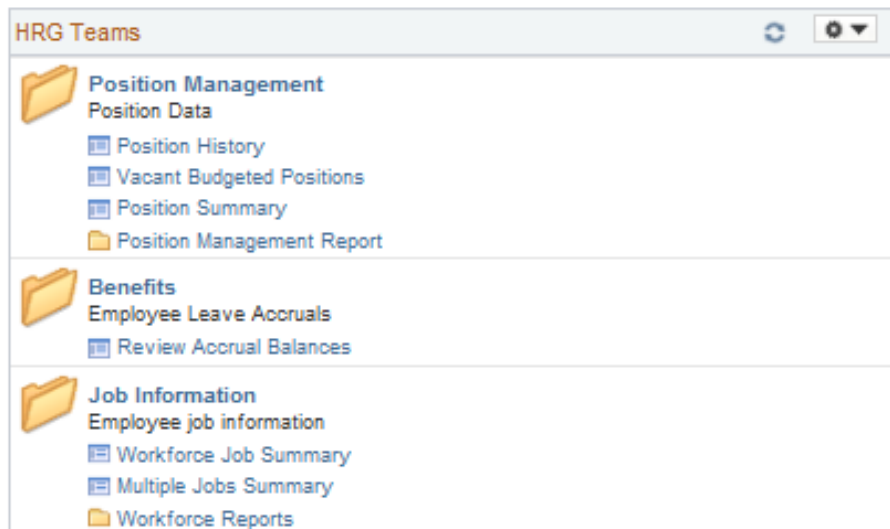 HRG Teams
Position Management
Position Data
Position History
Vacant Budgeted Positions
Position Summary
Position Management Report
Benefits
Employee Leave Accruals
Review Accrual Balances
Job Information
Employee job information
Workforce Job Summary
Multiple Jobs Summary
Workforce Reports